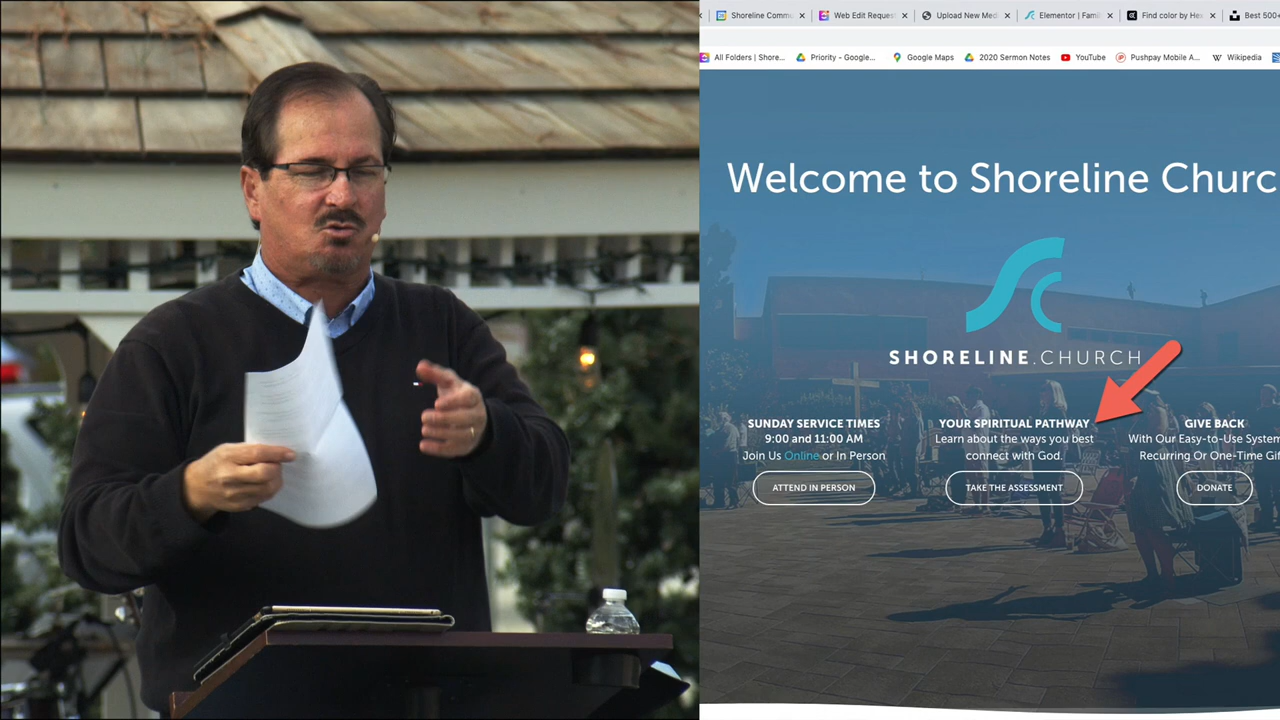 Shoreline Commu
Web Edit Request
Upload New Med
Elementor | Fami
Find color by He
Best 500+
All Folders | Shore...
Priority - Google...
Google Maps
2020 Sermon Notes
YouTube
Pushpay Mobile A...
Wikipedia
Welcome to Shoreline Churc
SHORELINE.CHURCH
SUNDAY SERVICE TIMES
9:00 and 11:00 AM
Join Us Online or In Person
ATTEND IN PERSON
YOUR SPIRITUAL PATHWAY
Learn about the ways you best
connect with God.
TAKE THE ASSESSMENT
GIVE BACK
With Our Easy-to-Use System
Recurring Or One-Time Gif
DONATE